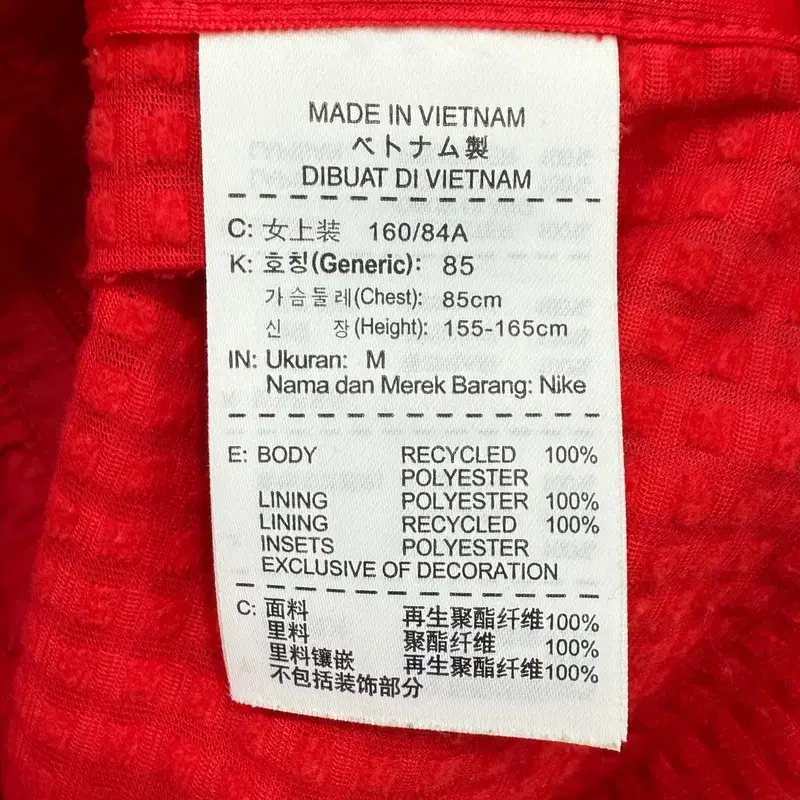 MADE IN VIETNAM
ベトナム製
DIBUAT DI VIETNAM
C: 女上装 160/84A
K: 호칭(Generic): 85
가슴둘레(Chest): 85cm
신 장(Height): 155-165cm
IN: Ukuran: M
Nama dan Merek Barang: Nike
E: BODY RECYCLED 100%
POLYESTER
LINING POLYESTER 100%
LINING RECYCLED 100%
INSETS POLYESTER
EXCLUSIVE OF DECORATION
C: 面料 再生聚酯纤维100%
里料 聚酯纤维 100%
里料镶嵌 再生聚酯纤维100%
不包括装饰部分